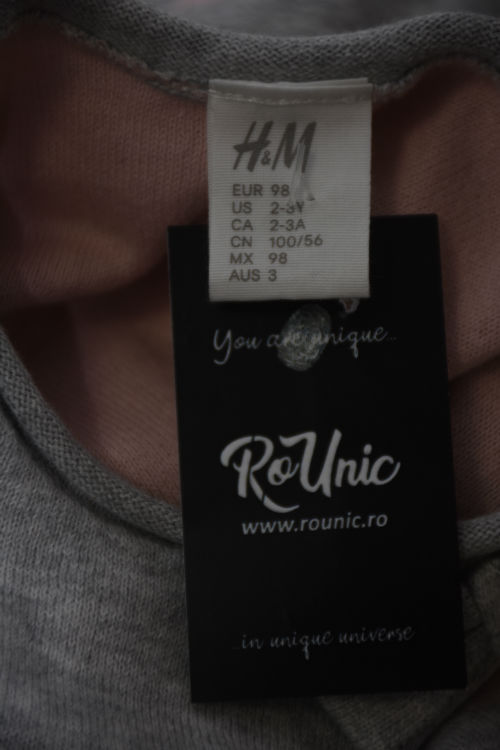 H&M
EUR 98
US 2-3Y
CA 2-3A
CN 100/56
MX 98
AUS 3
You are unique...
RoUnic
www.rounic.ro
...in unique universe